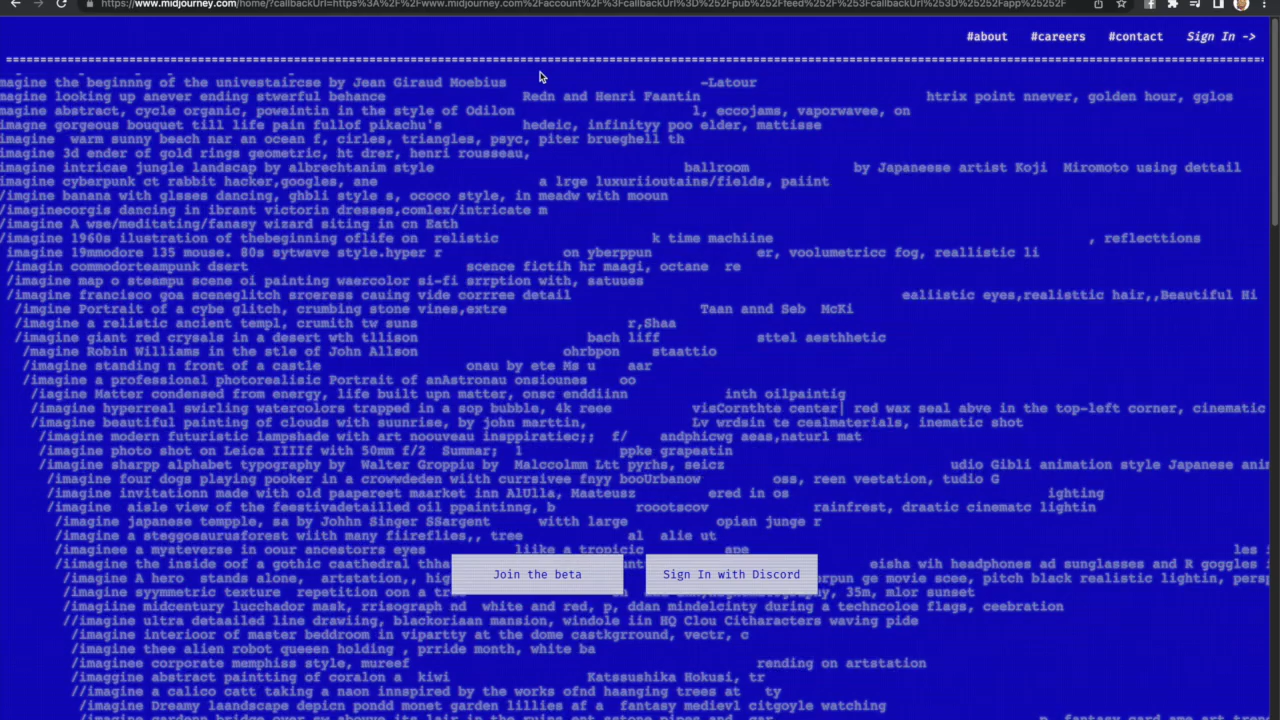 https://www.midjourney.com/home/?callbackUrl=https%3A%2F%2Fwww.midjourney.com%2Faccount%2F%3FcallbackUrl%3D%2Fpub%252Ffeed%2F%253FcallbackUrl%253D%25252Fapp%25252F
#about #careers #contact Sign In ->
magine the beginnng of the univestaircse by Jean Giraud Moebius -Latour
magine looking up anever ending stwerful behance Redn and Henri Faantin htrix point nnever, golden hour, gglos
magine abstract, cycle organic, powaintin in the style of Odilon l, eccojams, vaporwavee, on
imagne gorgeous bouquet till life pain fullof pikachu's hedeic, infinityy poo elder, mattisse
imagine warm sunny beach nar an ocean f, cirles, triangles, psyc, piter brueghell th
imagine 3d ender of gold rings geometric, ht drer, henri rousseau,
imagine intricae jungle landscap by albrechtanim style ballroom by Japaneese artist Koji Miromoto using dettail
imagine cyberpunk ct rabbit hacker,googles, ane a lrge luxuriioutains/fields, paiint
/imgine banana with glsses dancing, ghbli style s, ococo style, in meadw with mooun
/imaginecorgis dancing in ibrant victorin dresses,comlex/intricate m
/imagine A wse/meditating/fanasy wizard siting in cn Eath
/imagine 1960s ilustration of thebeginning oflife on relistic k time machiine , reflecttions
imagine 19mmodore 135 mouse. 80s sytwave style.hyper r on yberppun er, voolumetricc fog, reallistic li
/imagin commodorteampunk dsert scence fictih hr maagi, octane re
/imagine map o steampu scene oi painting waercolor si-fi srrption with, satuues
/imagine francisco goa sceneglitch srceress cauing vide corrree detail ealiistic eyes,realisttic hair,,Beautiful Hi
/imgine Portrait of a cybe glitch, crumbing stone vines,extre Taan annd Seb McKi
/imagine a relistic ancient templ, crumith tw suns r,Shaa
/imagine giant red crysals in a desert wth tllison bach liff sttel aesthhetic
/magine Robin Williams in the stle of John Allson ohrbpon staattio
/imagine standing n front of a castle onau by ete Ms u aar
/imagine a professional photorealisic Portrait of anAstronau onsiounes oo
/iagine Matter condensed from energy, life built upn matter, onsc enddiinn inth oilpaintig
/imagine hyperreal swirling watercolors trapped in a sop bubble, 4k reee visCornthte center| red wax seal abve in the top-left corner, cinematic
/imagine beautiful painting of clouds with suunrise, by john marttin, Lv wrdsin te cealmaterials, inematic shot
/imagine modern futuristic lampshade with art noouveau insppiratiec;; f/ andphicwg aeas,naturl mat
/imagine photo shot on Leica IIIIf with 50mm f/2 Summar; l ppke grapeatin
/imagine sharpp alphabet typography by Walter Groppiu by Malccolmm Ltt pyrhs, seicz udio Gibli animation style Japanese anin
/imagine four dogs playing pooker in a crowwdeden wiith currsivee fnyy booUrbanow oss, reen veetation, tudio G
/imagine invitationn made with old paapereet maarket inn AlUlla, Maateusz ered in os ighting
/imagine aisle view of the feestivadetailled oil ppaintinng, b roootscov rainfrest, draatic cinematc lightin
/imagine japanese tempple, sa by Johhn Singer SSargent witth large opian junge r
/imagine a steggosaurusforest wiith many fiireflies,, tree al alie ut
/imaginee a mysteverse in oour ancestorrs eyes liike a tropicic ape les i
/imagine the inside oof a gothic caathedral thha unt eisha wih headphones ad sunglasses and R goggles i
/imagine A hero stands alone, artstation,, hig rpun ge movie scee, pitch black realistic lightin, persp
/imagine syymmetric texture repetition oon a tre 35m, mlor sunset
/imagiine midcentury lucchador mask, rrisograph nd white and red, p, ddan mindelcinty during a techncoloe flags, ceebration
//imagine ultra detaailed line drawiing, blackoriaan mansion, windole iin HQ Clou Citharacters waving pide
/imagine interioor of master beddroom in vipartty at the dome castkgrround, vectr, c
/imagine thee alien robot queeen holding , prride month, white ba
/imaginee corporate memphiss style, mureef rending on artstation
/imaggine abstract paintting of coralon a kiwi Katssushika Hokusi, tr
//imagine a calico catt taking a naon innspired by the works ofnd haanging trees at ty
/imagine Dreamy laandscape depicn pondd monet garden lillies af a fantasy medievl citgoyle watching
Join the beta
Sign In with Discord